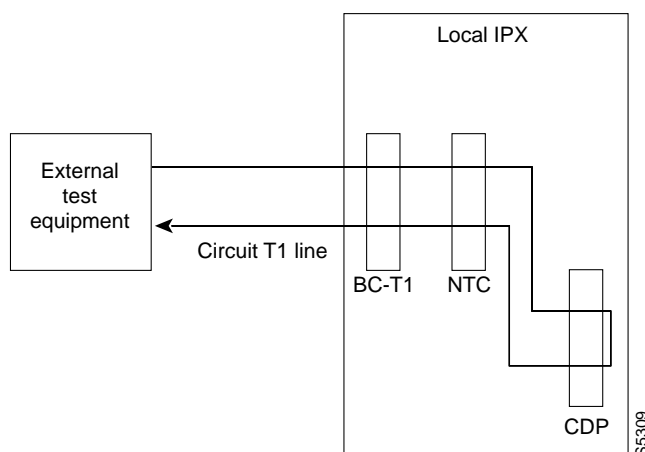 Local IPX
External
test
equipment
Circuit T1 line
BC-T1
NTC
CDP
S5309